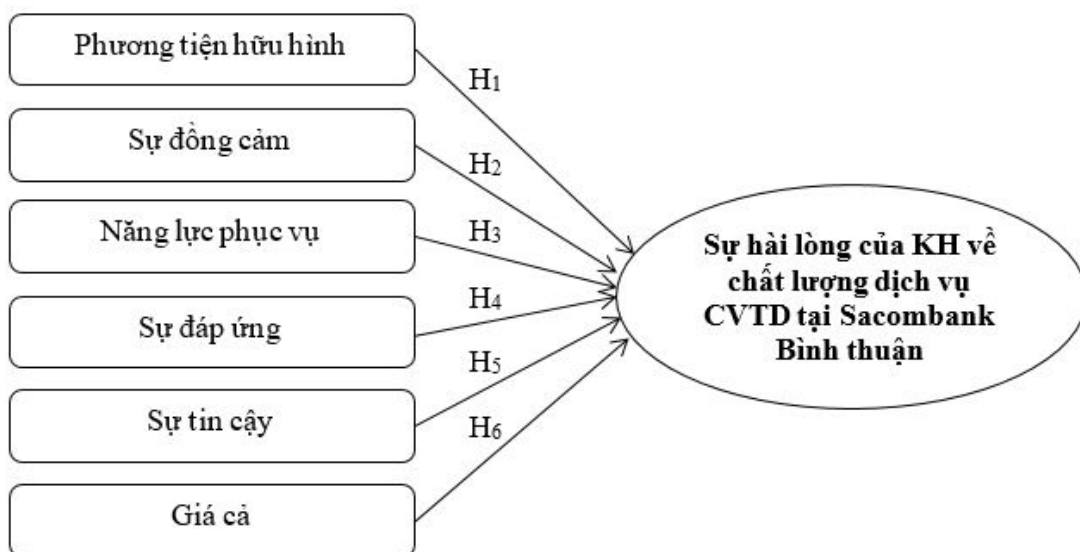 Phương tiện hữu hình
H1
Sự đồng cảm
H2
Năng lực phục vụ
H3
Sự đáp ứng
H4
Sự tin cậy
H5
Giá cả
H6
Sự hài lòng của KH về
chất lượng dịch vụ
CVTD tại Sacombank
Bình thuận